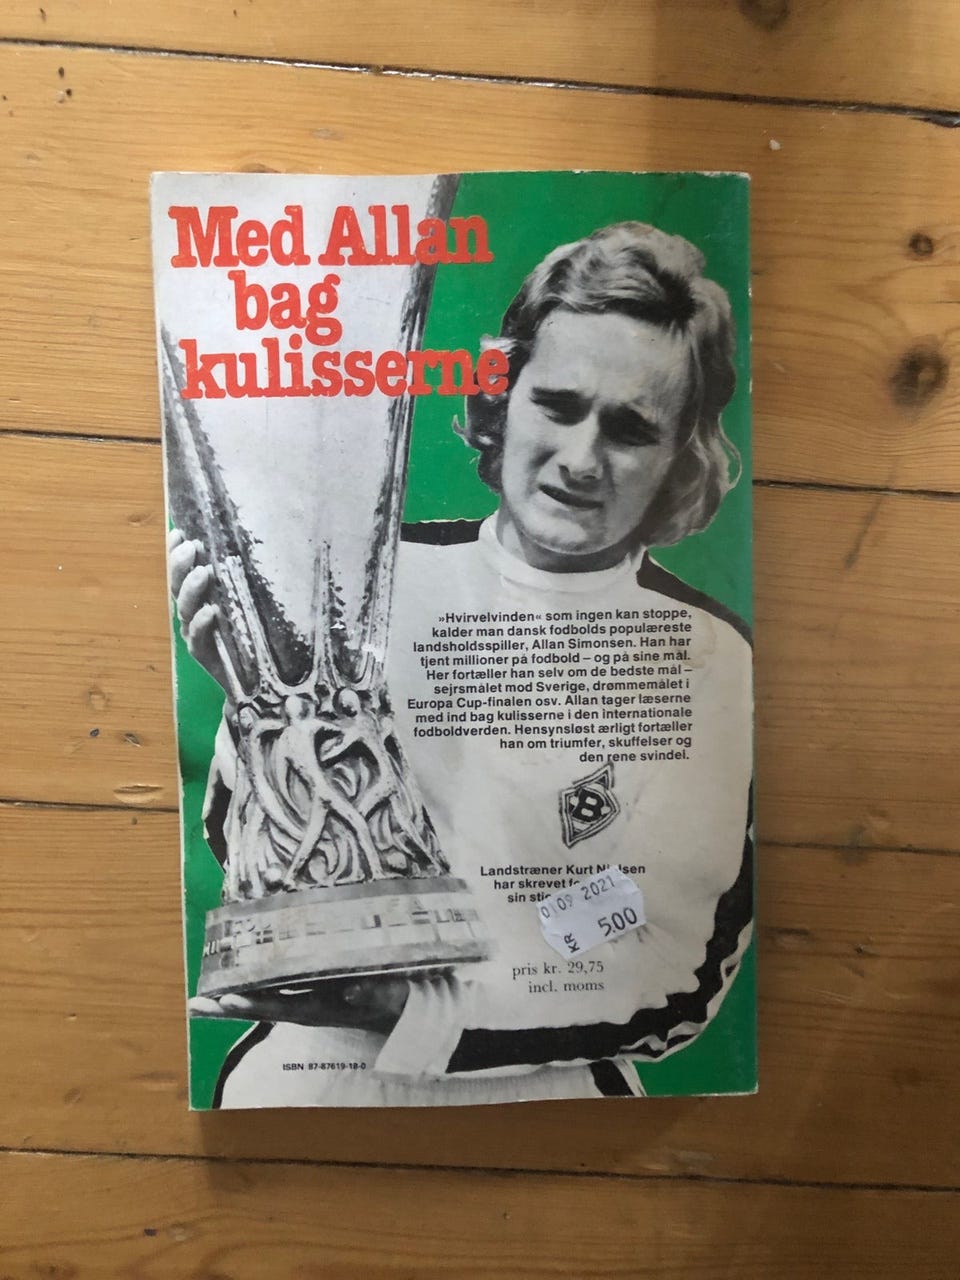 Med Allan
bag
kulisserne
»Hvirvelvinden« som ingen kan stoppe,
kalder man dansk fodbolds populæreste
landsholdsspiller, Allan Simonsen. Han har
tjent millioner på fodbold – og på sine mål.
Her fortæller han selv om de bedste mål –
sejrsmålet mod Sverige, drømmemålet i
Europa Cup-finalen osv. Allan tager læserne
med ind bag kulisserne i den internationale
fodboldverden. Hensynsløst ærligt fortæller
han om triumfer, skuffelser og
den rene svindel.
B
Landstræner Kurt
har skrevet
sin
0109 2021
KR 5.00
pris kr. 29,75
incl. moms
ISBN 87-87619-18-0